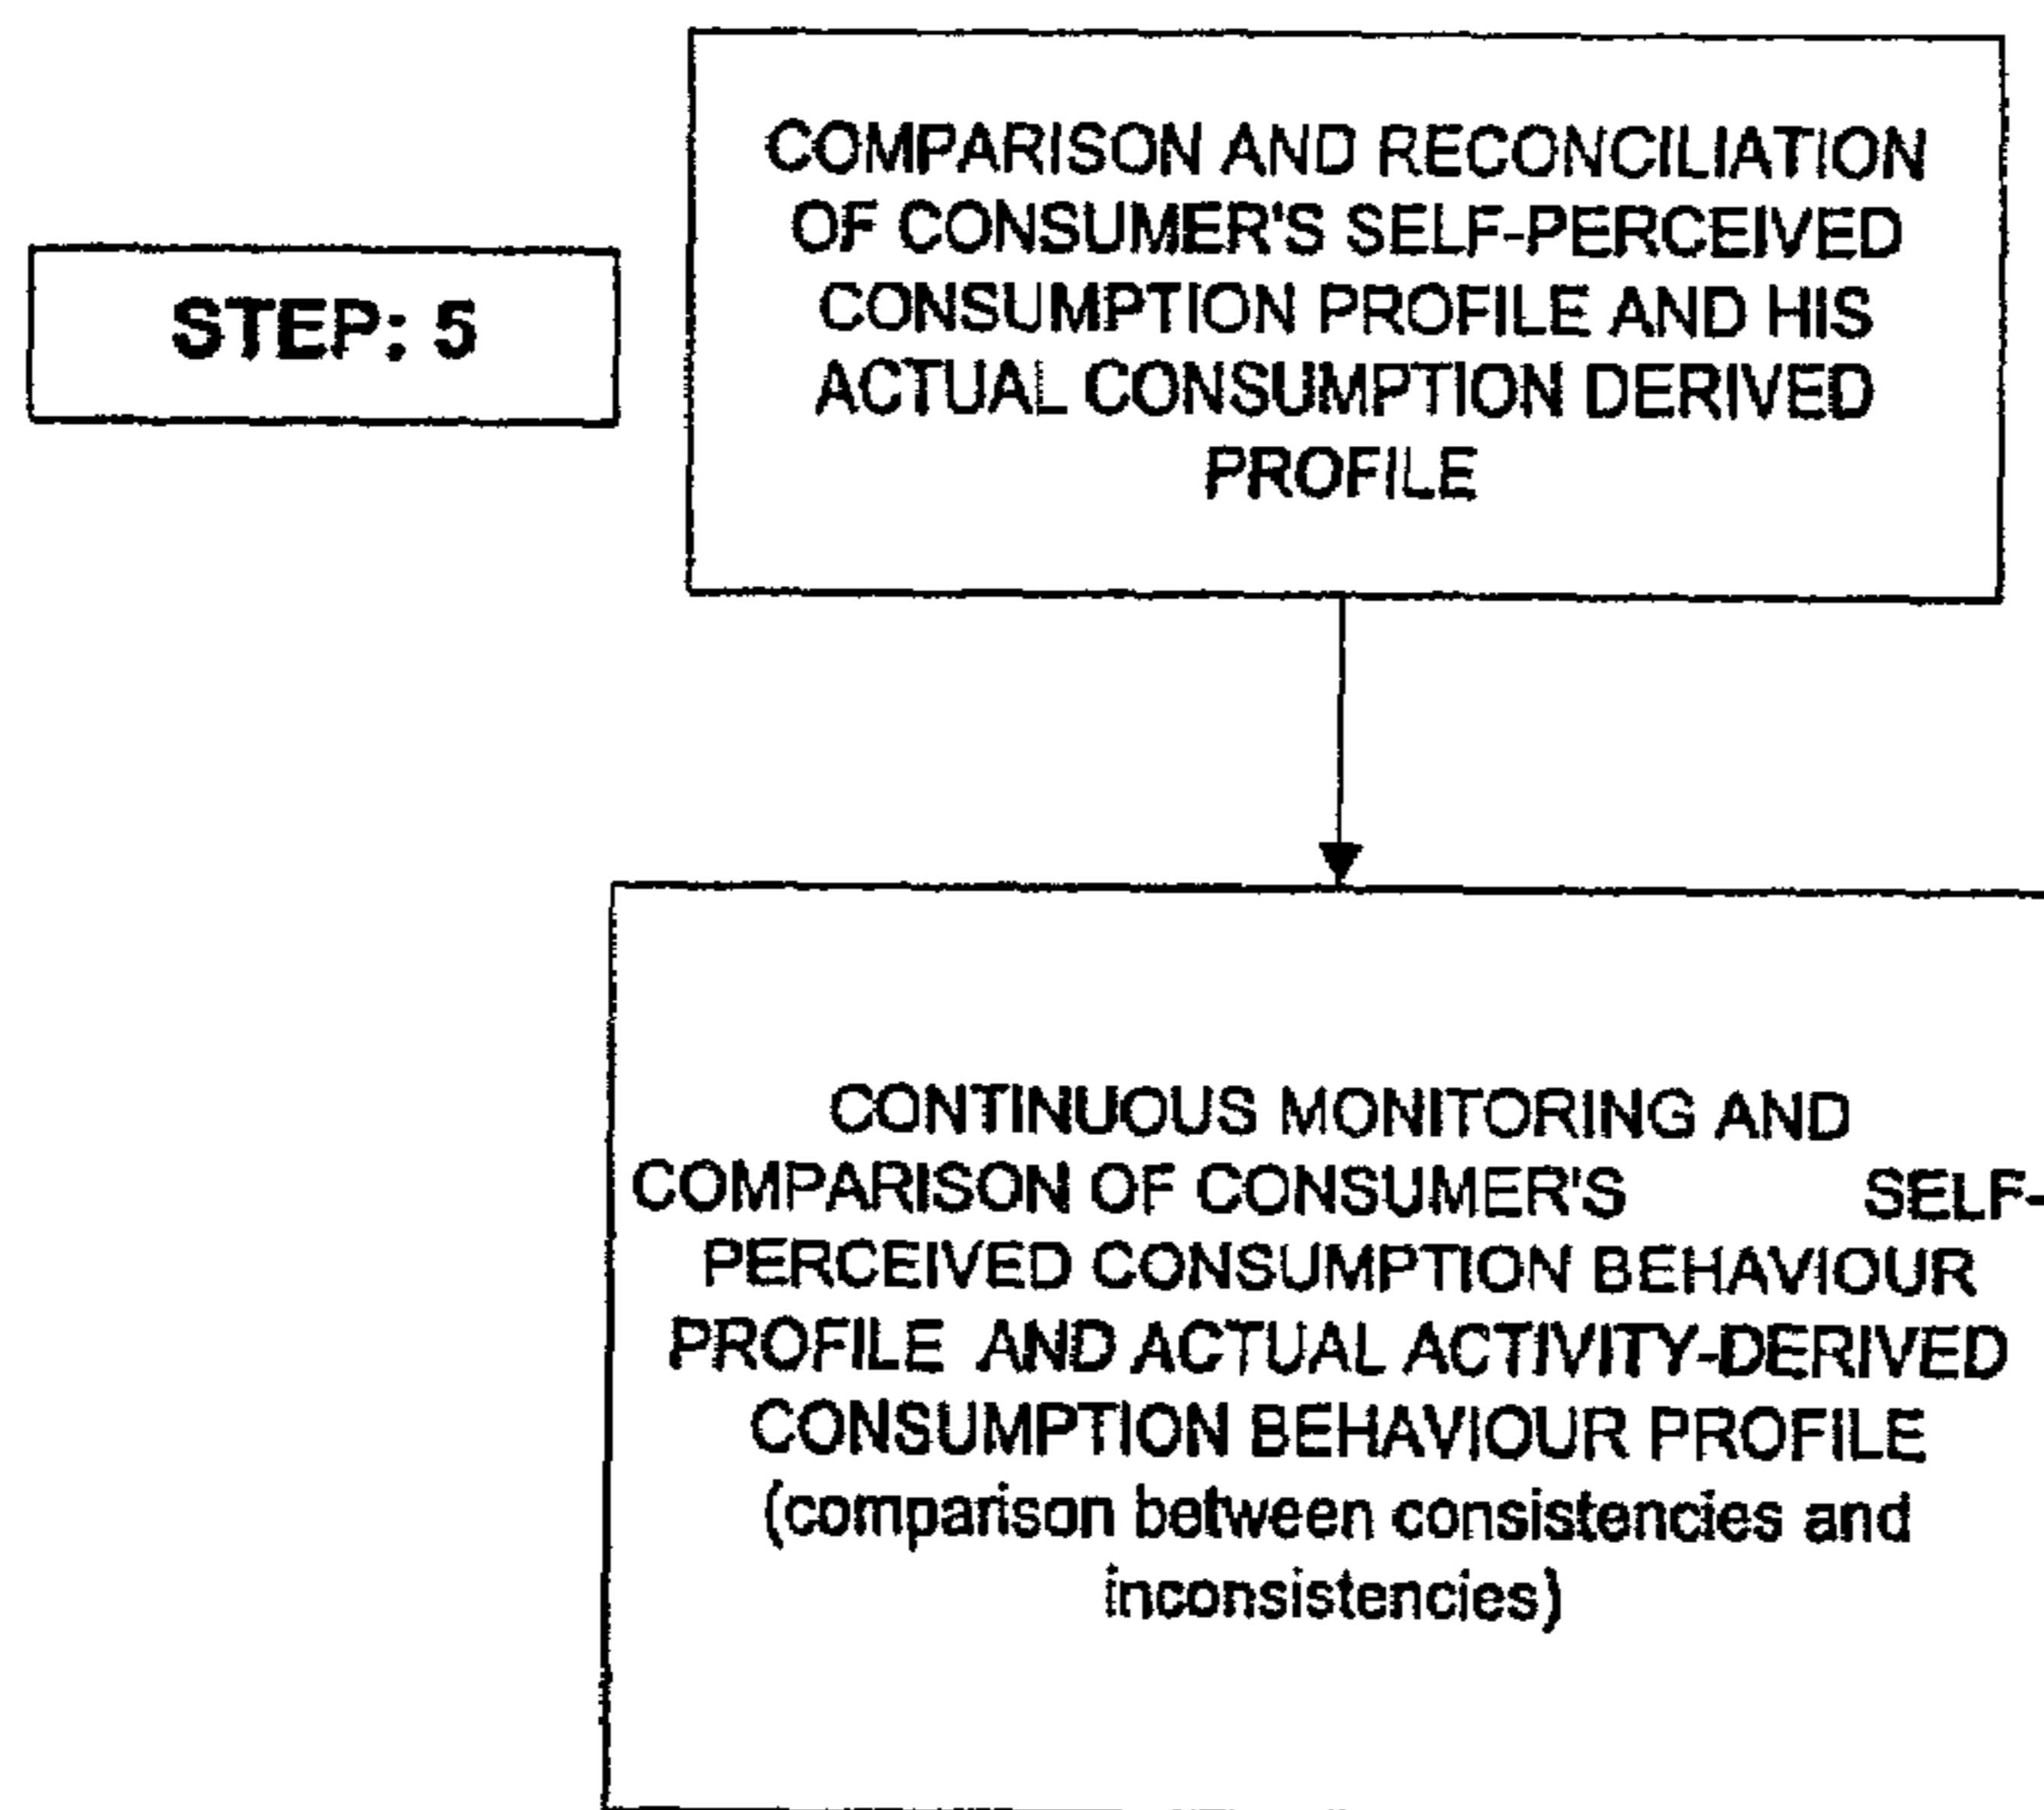 STEP: 5
COMPARISON AND RECONCILIATION
OF CONSUMER'S SELF-PERCEIVED
CONSUMPTION PROFILE AND HIS
ACTUAL CONSUMPTION DERIVED
PROFILE
CONTINUOUS MONITORING AND
COMPARISON OF CONSUMER'S SELF-
PERCEIVED CONSUMPTION BEHAVIOUR
PROFILE AND ACTUAL ACTIVITY-DERIVED
CONSUMPTION BEHAVIOUR PROFILE
(comparison between consistencies and
inconsistencies)